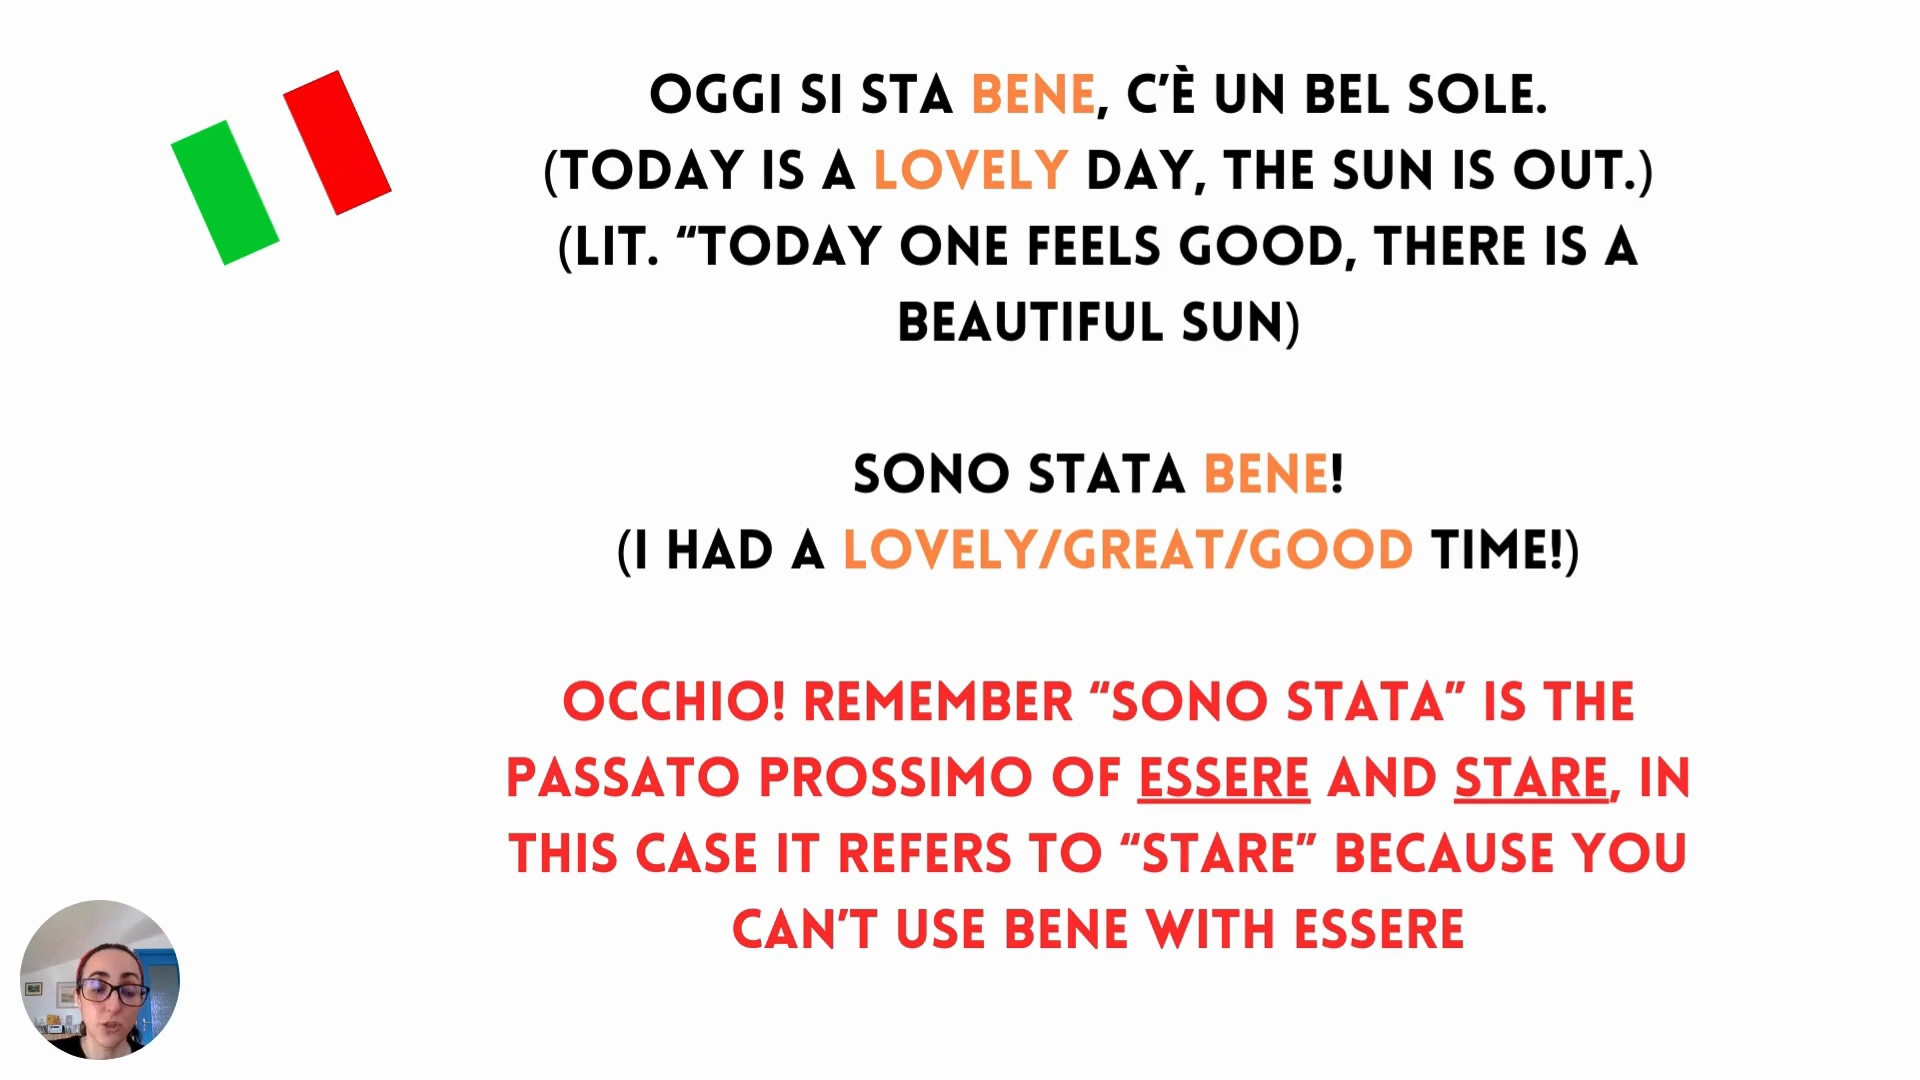 OGGI SI STA BENE, C’È UN BEL SOLE.
(TODAY IS A LOVELY DAY, THE SUN IS OUT.)
(LIT. “TODAY ONE FEELS GOOD, THERE IS A
BEAUTIFUL SUN)
SONO STATA BENE!
(I HAD A LOVELY/GREAT/GOOD TIME!)
OCCHIO! REMEMBER “SONO STATA” IS THE
PASSATO PROSSIMO OF ESSERE AND STARE, IN
THIS CASE IT REFERS TO “STARE” BECAUSE YOU
CAN’T USE BENE WITH ESSERE